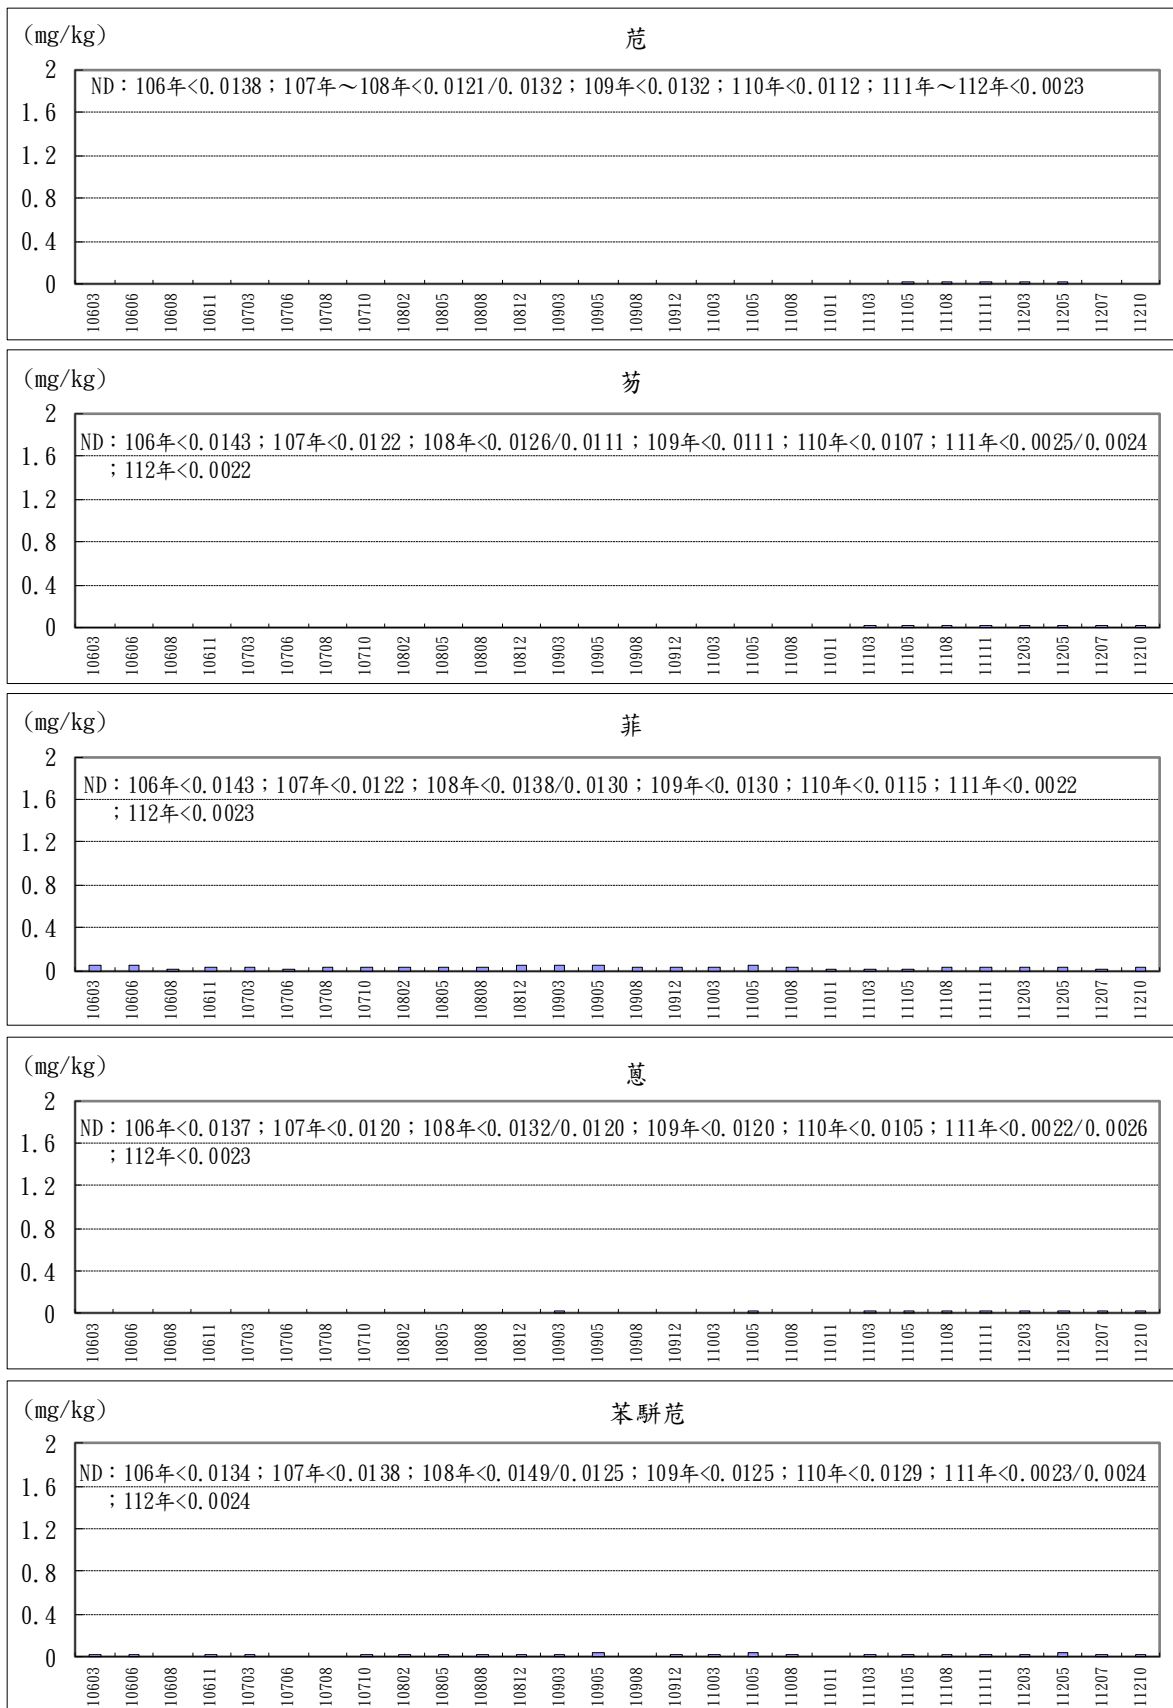 (mg/kg)
苊
ND：106年<0.0138；107年～108年<0.0121/0.0132；109年<0.0132；110年<0.0112；111年～112年<0.0023
2
1.6
1.2
0.8
0.4
0
10603 10606 10608 10611 10703 10706 10708 10710 10802 10805 10808 10812 10903 10905 10908 10912 11003 11005 11008 11011 11103 11105 11108 11111 11203 11205 11207 11210
(mg/kg)
芴
ND：106年<0.0143；107年<0.0122；108年<0.0126/0.0111；109年<0.0111；110年<0.0107；111年<0.0025/0.0024
；112年<0.0022
2
1.6
1.2
0.8
0.4
0
10603 10606 10608 10611 10703 10706 10708 10710 10802 10805 10808 10812 10903 10905 10908 10912 11003 11005 11008 11011 11103 11105 11108 11111 11203 11205 11207 11210
(mg/kg)
菲
ND：106年<0.0143；107年<0.0122；108年<0.0138/0.0130；109年<0.0130；110年<0.0115；111年<0.0022
；112年<0.0023
2
1.6
1.2
0.8
0.4
0
10603 10606 10608 10611 10703 10706 10708 10710 10802 10805 10808 10812 10903 10905 10908 10912 11003 11005 11008 11011 11103 11105 11108 11111 11203 11205 11207 11210
(mg/kg)
蒽
ND：106年<0.0137；107年<0.0120；108年<0.0132/0.0120；109年<0.0120；110年<0.0105；111年<0.0022/0.0026
；112年<0.0023
2
1.6
1.2
0.8
0.4
0
10603 10606 10608 10611 10703 10706 10708 10710 10802 10805 10808 10812 10903 10905 10908 10912 11003 11005 11008 11011 11103 11105 11108 11111 11203 11205 11207 11210
(mg/kg)
苯駢苊
ND：106年<0.0134；107年<0.0138；108年<0.0149/0.0125；109年<0.0125；110年<0.0129；111年<0.0023/0.0024
；112年<0.0024
2
1.6
1.2
0.8
0.4
0
10603 10606 10608 10611 10703 10706 10708 10710 10802 10805 10808 10812 10903 10905 10908 10912 11003 11005 11008 11011 11103 11105 11108 11111 11203 11205 11207 11210